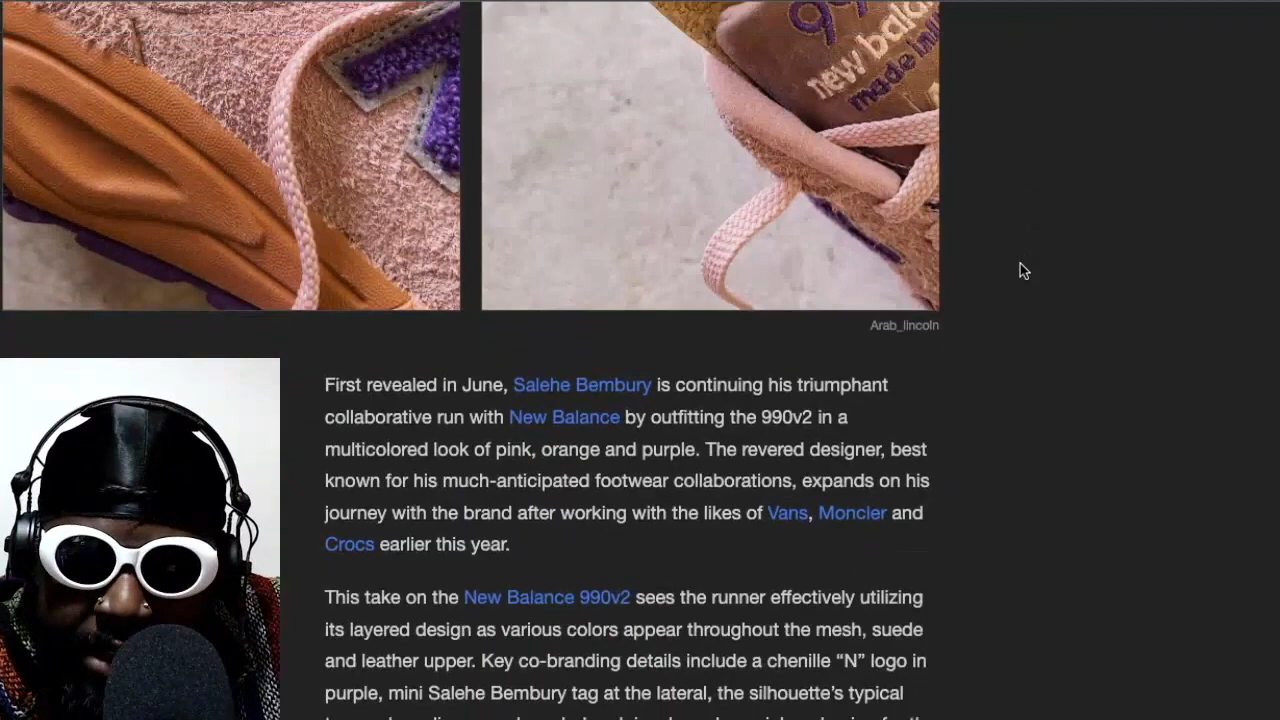 99
new bala
made in U
Arab_lincoln
First revealed in June, Salehe Bembury is continuing his triumphant
collaborative run with New Balance by outfitting the 990v2 in a
multicolored look of pink, orange and purple. The revered designer, best
known for his much-anticipated footwear collaborations, expands on his
journey with the brand after working with the likes of Vans, Moncler and
Crocs earlier this year.
This take on the New Balance 990v2 sees the runner effectively utilizing
its layered design as various colors appear throughout the mesh, suede
and leather upper. Key co-branding details include a chenille “N” logo in
purple, mini Salehe Bembury tag at the lateral, the silhouette’s typical